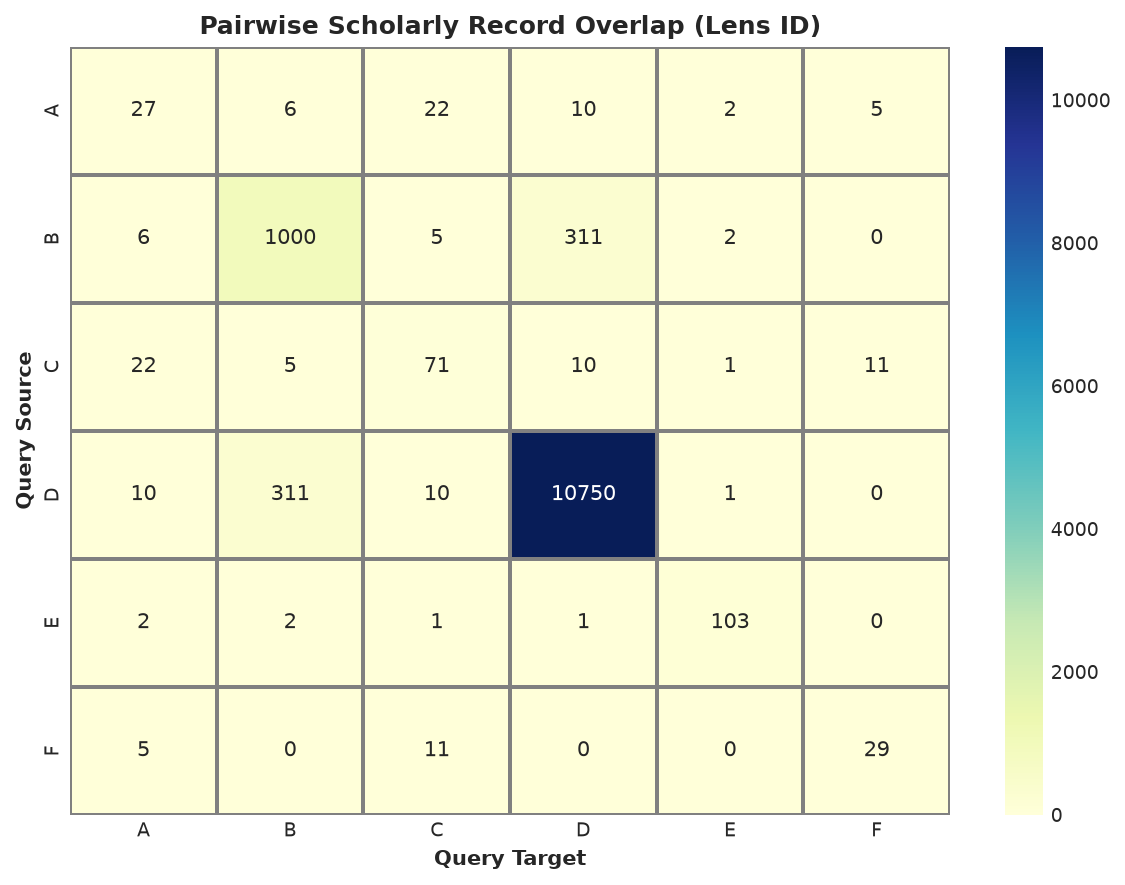 Pairwise Scholarly Record Overlap (Lens ID)
A 27 6 22 10 2 5
B 6 1000 5 311 2 0
C 22 5 71 10 1 11
D 10 311 10 10750 1 0
E 2 2 1 1 103 0
F 5 0 11 0 0 29
A B C D E F
Query Target
Query Source
10000
8000
6000
4000
2000
0